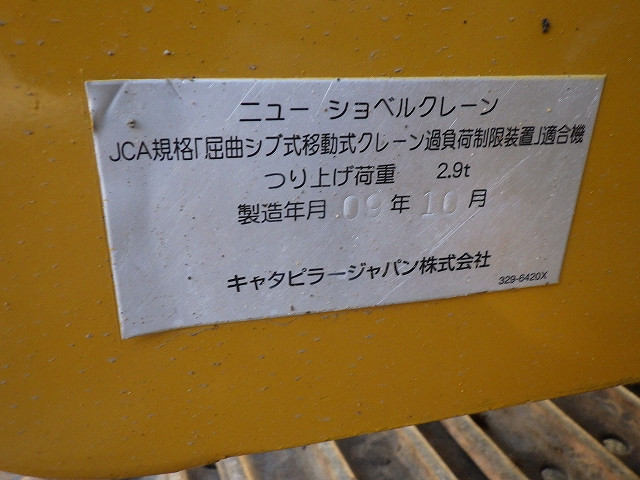 ニュー ショベルクレーン
JCA規格「屈曲ジブ式移動式クレーン過負荷制限装置」適合機
つり上げ荷重 2.9t
製造年月 09 年 10 月
キャタピラージャパン株式会社
329-6420X